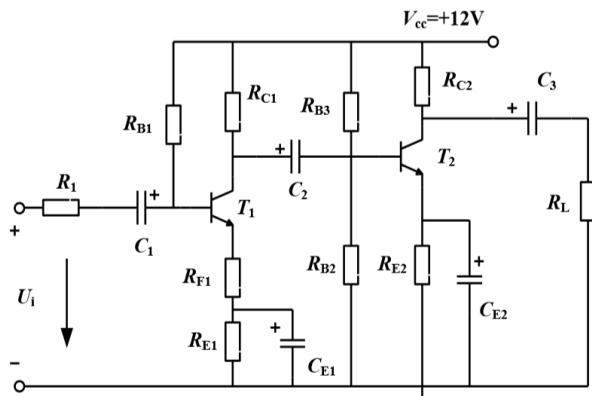 Vcc=+12V
RC1
RB3
RC2
C3
+
RB1
+
+
C2
T2
R1
+
T1
RL
+
C1
RF1
RB2
RE2
+
Ui
+
CE2
RE1
CE1
−